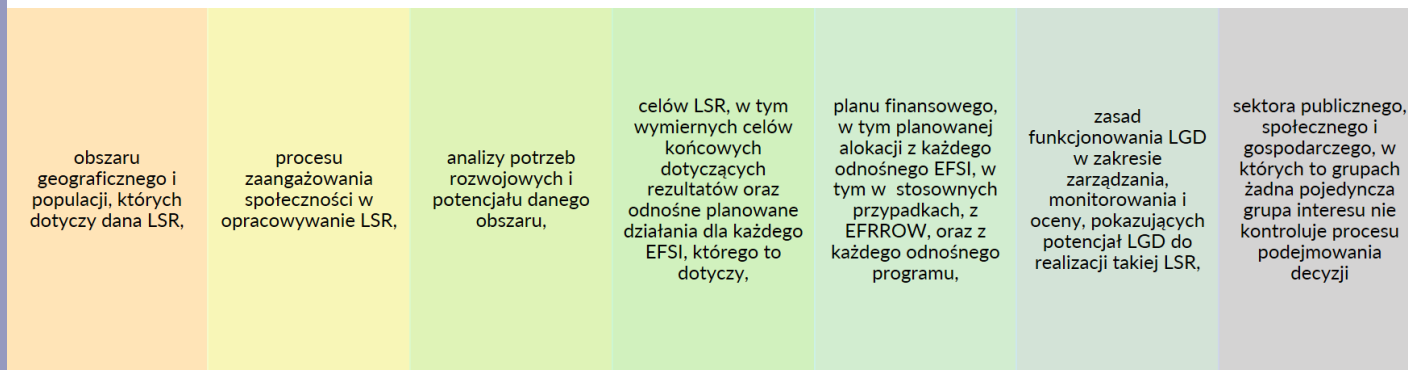 obszaru
geograficznego i
populacji, których
dotyczy dana LSR,
procesu
zaangażowania
społeczności w
opracowywanie LSR,
analizy potrzeb
rozwojowych i
potencjału danego
obszaru,
celów LSR, w tym
wymiernych celów
końcowych
dotyczących
rezultatów oraz
odnośne planowane
działania dla każdego
EFSI, którego to
dotyczy,
planu finansowego,
w tym planowanej
alokacji z każdego
odnośnego EFSI, w
tym w stosownych
przypadkach, z
EFRROW, oraz z
każdego odnośnego
programu,
zasad
funkcjonowania LGD
w zakresie
zarządzania,
monitorowania i
oceny, pokazujących
potencjał LGD do
realizacji takiej LSR,
sektora publicznego,
społecznego i
gospodarczego, w
których to grupach
żadna pojedyncza
grupa interesu nie
kontroluje procesu
podejmowania
decyzji